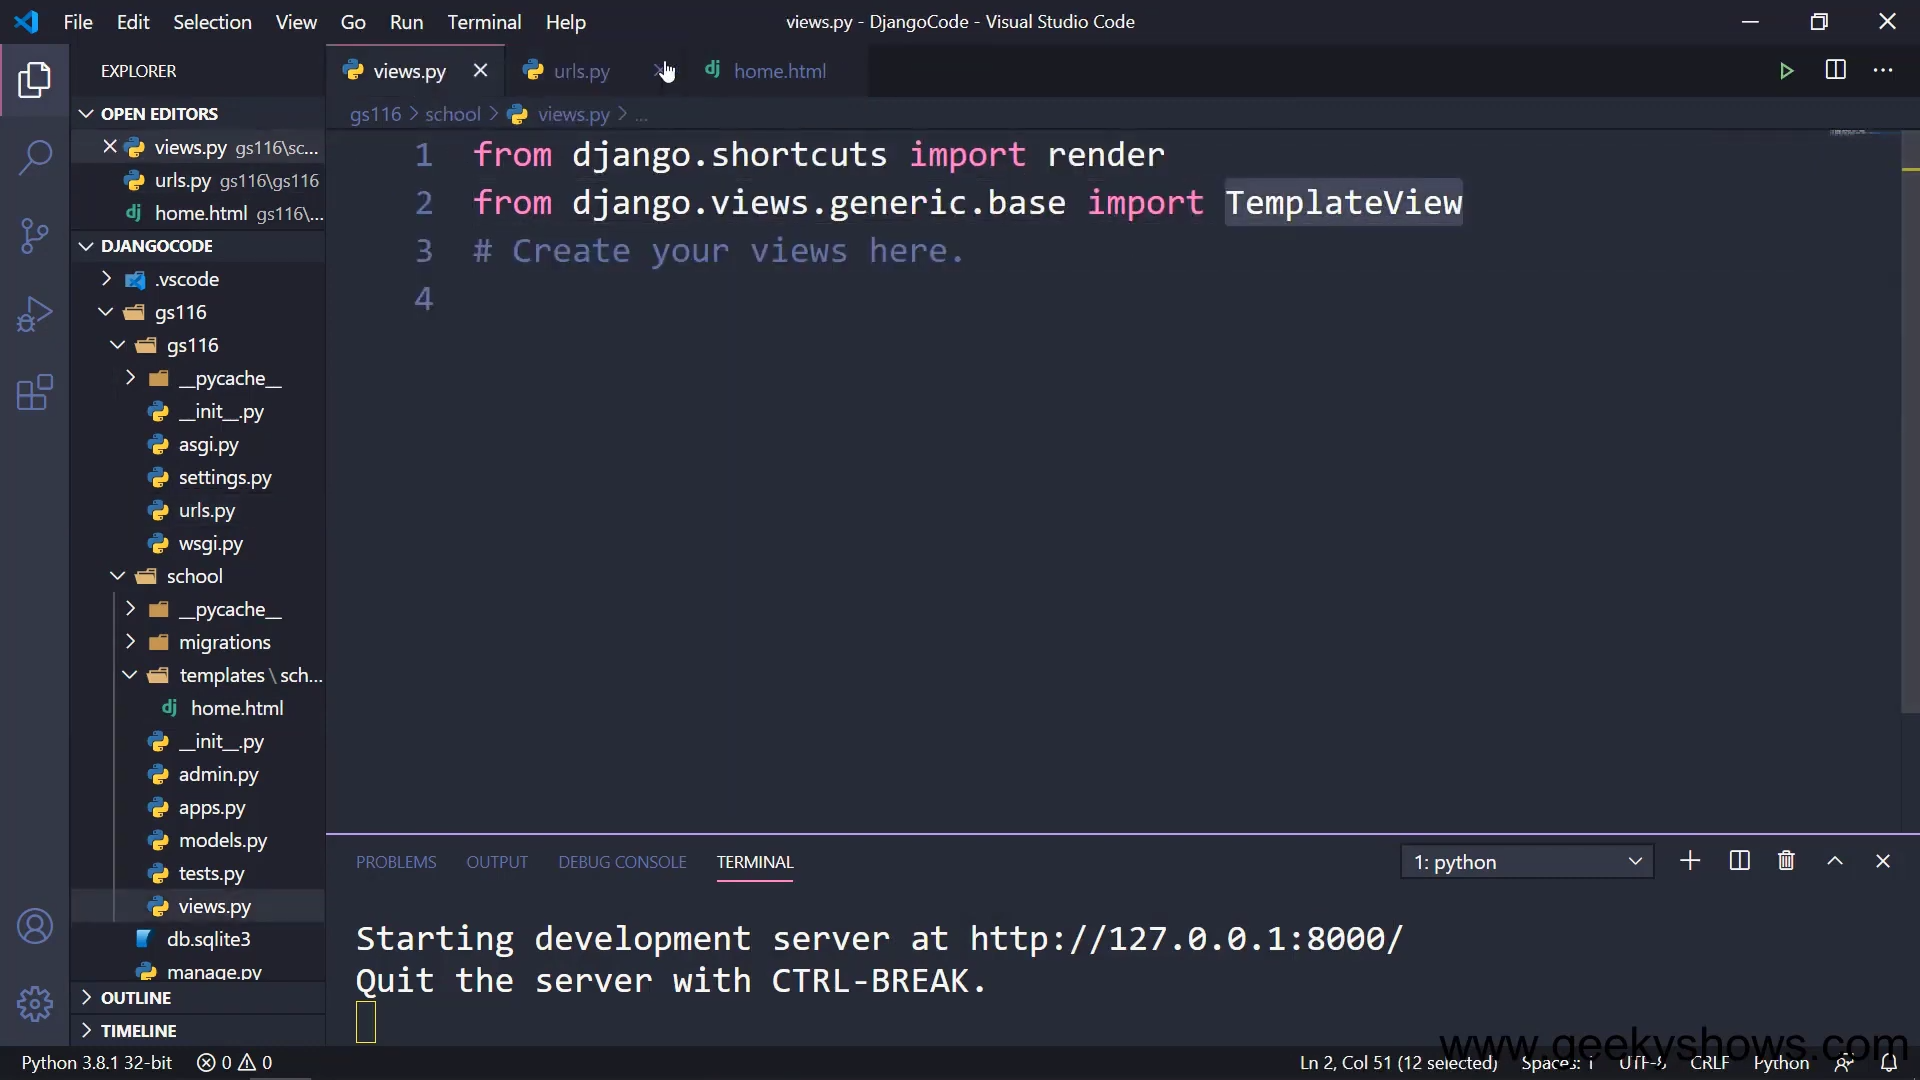 File Edit Selection View Go Run Terminal Help
views.py - DjangoCode - Visual Studio Code
EXPLORER
OPEN EDITORS
views.py gs116\sc...
urls.py gs116\gs116
home.html gs116\...
DJANGOCODE
.vscode
gs116
gs116
__pycache__
__init__.py
asgi.py
settings.py
urls.py
wsgi.py
school
__pycache__
migrations
templates \ sch...
home.html
__init__.py
admin.py
apps.py
models.py
tests.py
views.py
db.sqlite3
manage.py
OUTLINE
TIMELINE
views.py urls.py home.html
gs116 > school > views.py > ...
1 from django.shortcuts import render
2 from django.views.generic.base import TemplateView
3 # Create your views here.
4
PROBLEMS OUTPUT DEBUG CONSOLE TERMINAL
1: python
Starting development server at http://127.0.0.1:8000/
Quit the server with CTRL-BREAK.
www.geekyshows.com
Python 3.8.1 32-bit 0 0
Ln 2, Col 51 (12 selected) Spaces: 1 UTF-8 CRLF Python